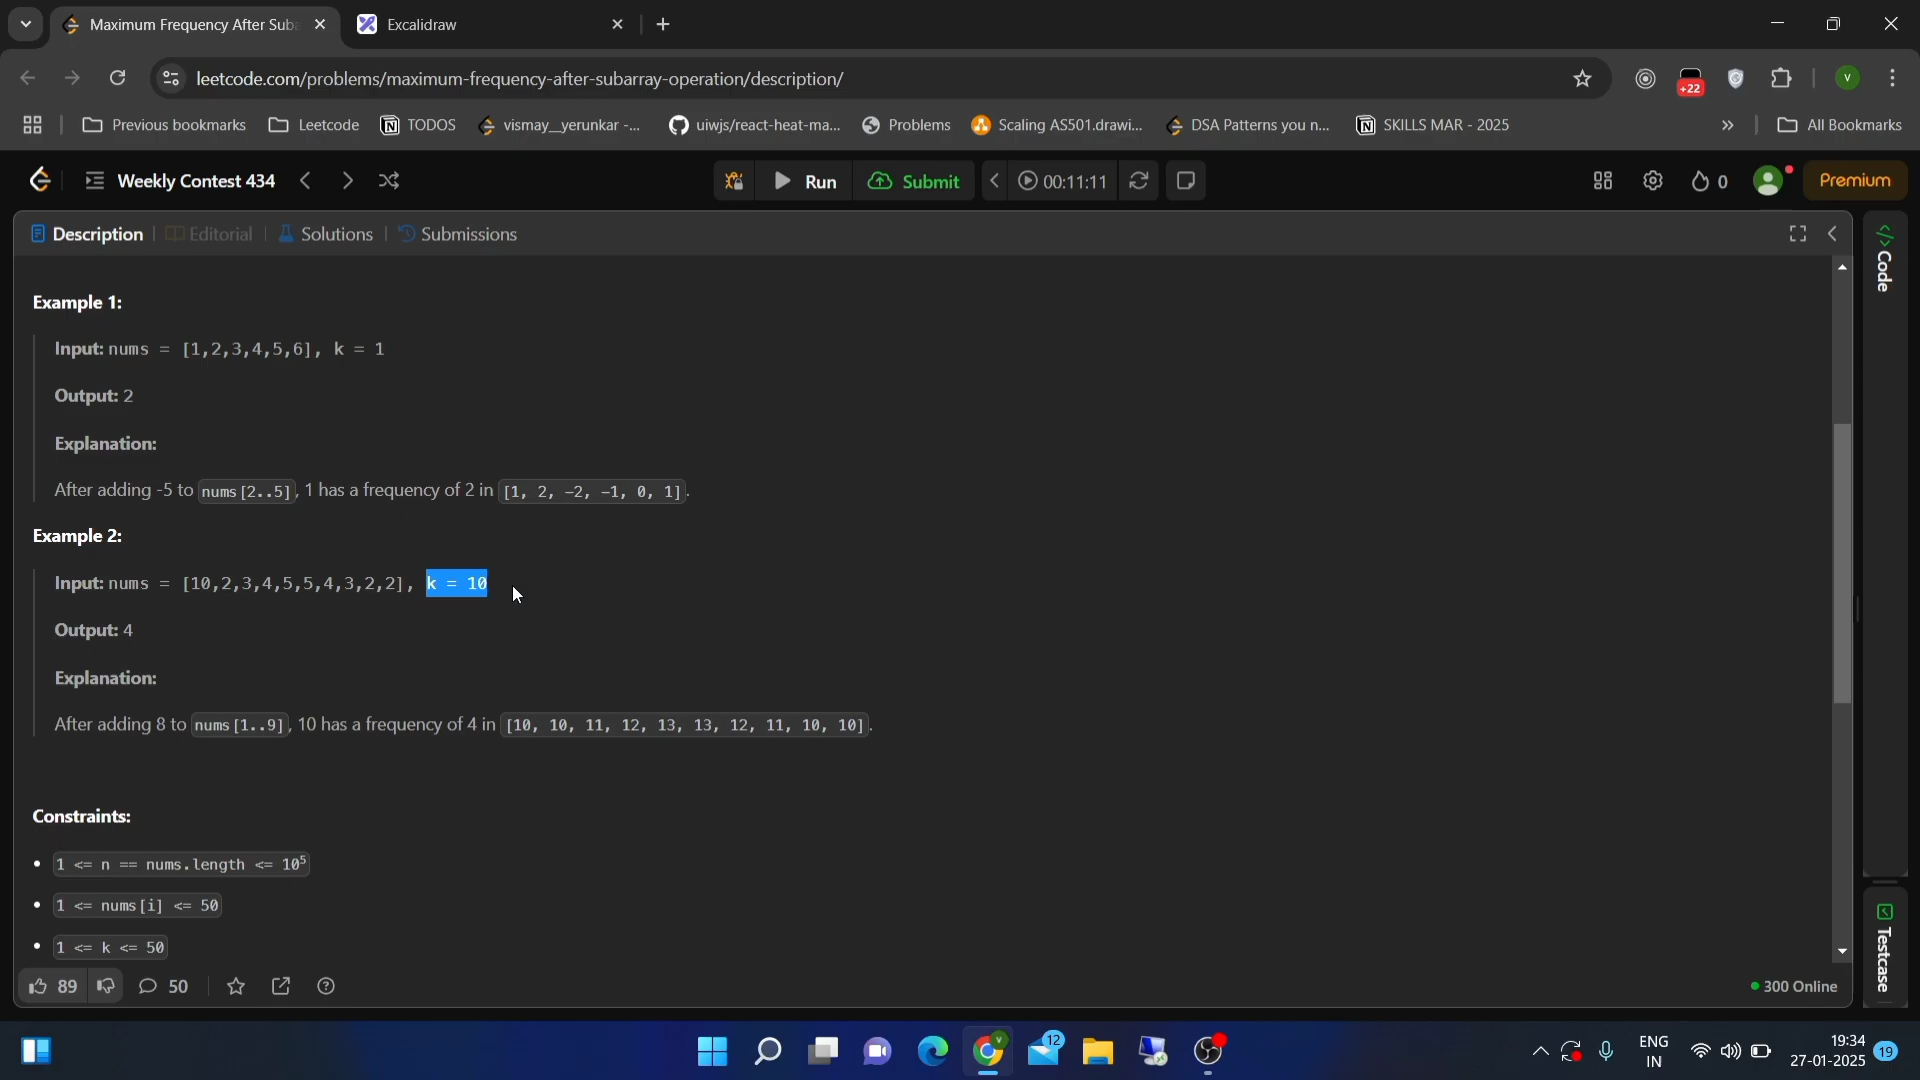 Maximum Frequency After Suba
Excalidraw
leetcode.com/problems/maximum-frequency-after-subarray-operation/description/
+22
V
Previous bookmarks
Leetcode
TODOS
vismay__yerunkar -...
uiwjs/react-heat-ma...
Problems
Scaling AS501.drawi...
DSA Patterns you n...
SKILLS MAR - 2025
All Bookmarks
Weekly Contest 434
Run
Submit
00:11:11
0
Premium
Description
Editorial
Solutions
Submissions
Code
Example 1:
Input: nums = [1,2,3,4,5,6], k = 1
Output: 2
Explanation:
After adding -5 to nums[2..5], 1 has a frequency of 2 in [1, 2, -2, -1, 0, 1].
Example 2:
Input: nums = [10,2,3,4,5,5,4,3,2,2], k = 10
Output: 4
Explanation:
After adding 8 to nums[1..9], 10 has a frequency of 4 in [10, 10, 11, 12, 13, 13, 12, 11, 10, 10].
Constraints:
• 1 <= n == nums.length <= 10⁵
• 1 <= nums[i] <= 50
• 1 <= k <= 50
Testcase
89
50
300 Online
V
12
ENG
IN
19:34
27-01-2025
19